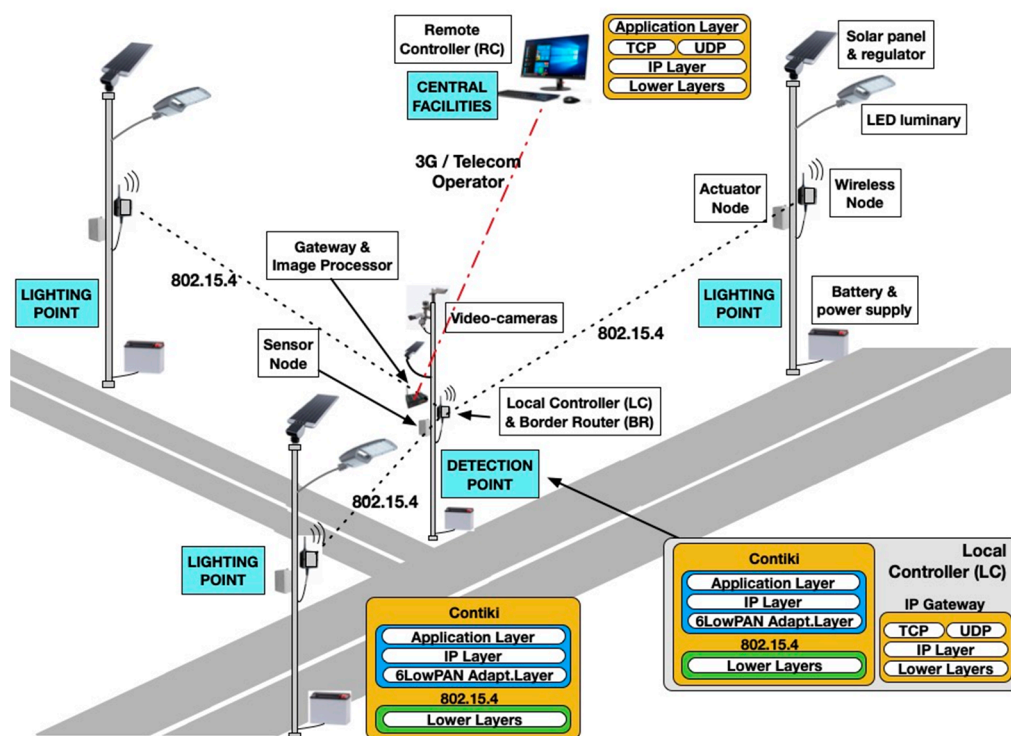 Remote
Controller (RC)
CENTRAL
FACILITIES
Application Layer
TCP
UDP
IP Layer
Lower Layers
Solar panel
& regulator
LED luminary
3G / Telecom
Operator
Actuator
Node
Wireless
Node
Gateway &
Image Processor
802.15.4
LIGHTING
POINT
Video-cameras
802.15.4
LIGHTING
POINT
Battery &
power supply
Sensor
Node
Local Controller (LC)
& Border Router (BR)
DETECTION
POINT
802.15.4
LIGHTING
POINT
Contiki
Application Layer
IP Layer
6LowPAN Adapt.Layer
802.15.4
Lower Layers
Contiki
Application Layer
IP Layer
6LowPAN Adapt.Layer
802.15.4
Lower Layers
Local
Controller (LC)
IP Gateway
TCP
UDP
IP Layer
Lower Layers